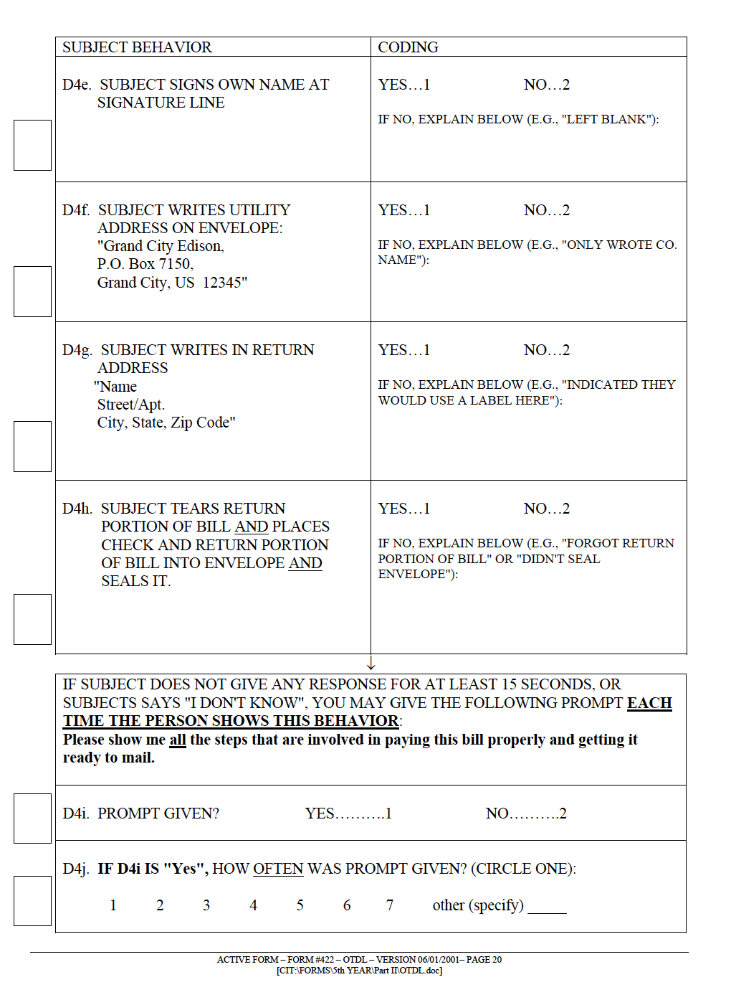 SUBJECT BEHAVIOR
CODING
D4e. SUBJECT SIGNS OWN NAME AT
SIGNATURE LINE
YES…1 NO…2
IF NO, EXPLAIN BELOW (E.G., "LEFT BLANK"):
D4f. SUBJECT WRITES UTILITY
ADDRESS ON ENVELOPE:
"Grand City Edison,
P.O. Box 7150,
Grand City, US 12345"
YES…1 NO…2
IF NO, EXPLAIN BELOW (E.G., "ONLY WROTE CO.
NAME"):
D4g. SUBJECT WRITES IN RETURN
ADDRESS
"Name
Street/Apt.
City, State, Zip Code"
YES…1 NO…2
IF NO, EXPLAIN BELOW (E.G., "INDICATED THEY
WOULD USE A LABEL HERE"):
D4h. SUBJECT TEARS RETURN
PORTION OF BILL AND PLACES
CHECK AND RETURN PORTION
OF BILL INTO ENVELOPE AND
SEALS IT.
YES…1 NO…2
IF NO, EXPLAIN BELOW (E.G., "FORGOT RETURN
PORTION OF BILL" OR "DIDN'T SEAL
ENVELOPE"):
↓
IF SUBJECT DOES NOT GIVE ANY RESPONSE FOR AT LEAST 15 SECONDS, OR
SUBJECTS SAYS "I DON'T KNOW", YOU MAY GIVE THE FOLLOWING PROMPT EACH
TIME THE PERSON SHOWS THIS BEHAVIOR:
Please show me all the steps that are involved in paying this bill properly and getting it
ready to mail.
D4i. PROMPT GIVEN? YES……….1 NO……….2
D4j. IF D4i IS "Yes", HOW OFTEN WAS PROMPT GIVEN? (CIRCLE ONE):
1 2 3 4 5 6 7 other (specify) _____
ACTIVE FORM – FORM #422 – OTDL – VERSION 06/01/2001– PAGE 20
[CIT:\FORMS\5th YEAR\Part II\OTDL.doc]